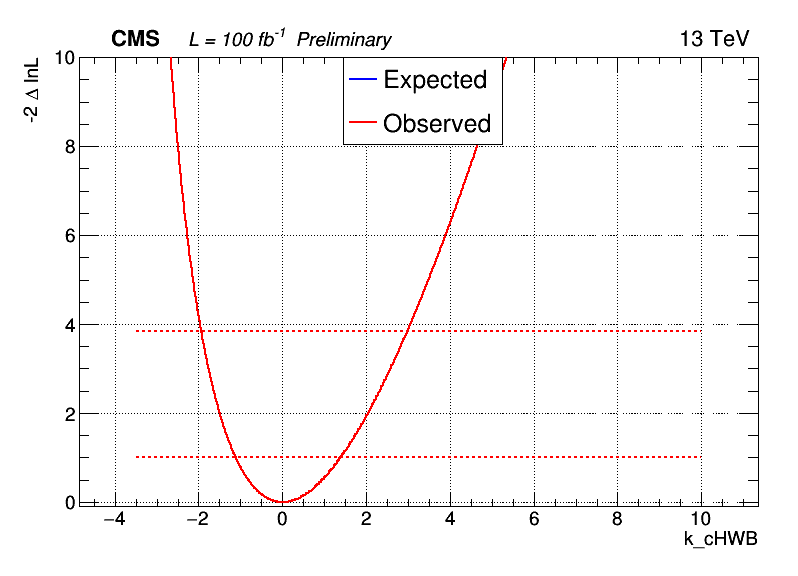 CMS L = 100 fb⁻¹ Preliminary 13 TeV
-2 Δ lnL
Expected
Observed
10
8
6
4
2
0
−4 −2 0 2 4 6 8 10
k_cHWB